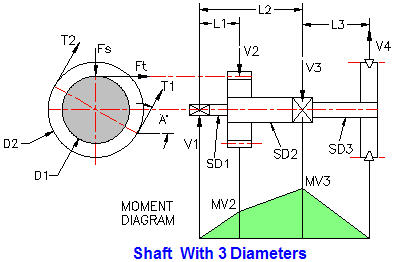 T2
Fs
Ft
T1
A°
D2
D1
L2
L1
L3
V2
V3
V4
V1
SD1
SD2
SD3
MV2
MV3
MOMENT
DIAGRAM
Shaft With 3 Diameters